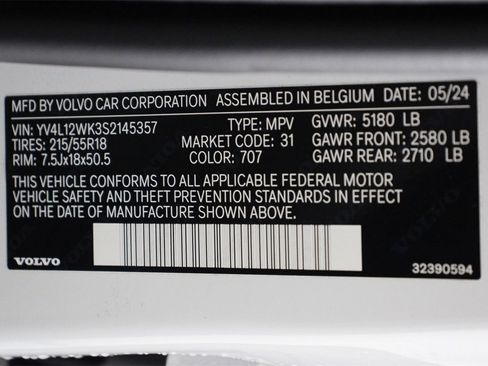 MFD BY VOLVO CAR CORPORATION ASSEMBLED IN BELGIUM DATE: 05/24
VIN: YV4L12WK3S2145357 TYPE: MPV GVWR: 5180 LB
TIRES: 215/55R18 MARKET CODE: 31 GAWR FRONT: 2580 LB
RIM: 7.5Jx18x50.5 COLOR: 707 GAWR REAR: 2710 LB
THIS VEHICLE CONFORMS TO ALL APPLICABLE FEDERAL MOTOR
VEHICLE SAFETY AND THEFT PREVENTION STANDARDS IN EFFECT
ON THE DATE OF MANUFACTURE SHOWN ABOVE.
VOLVO 32390594